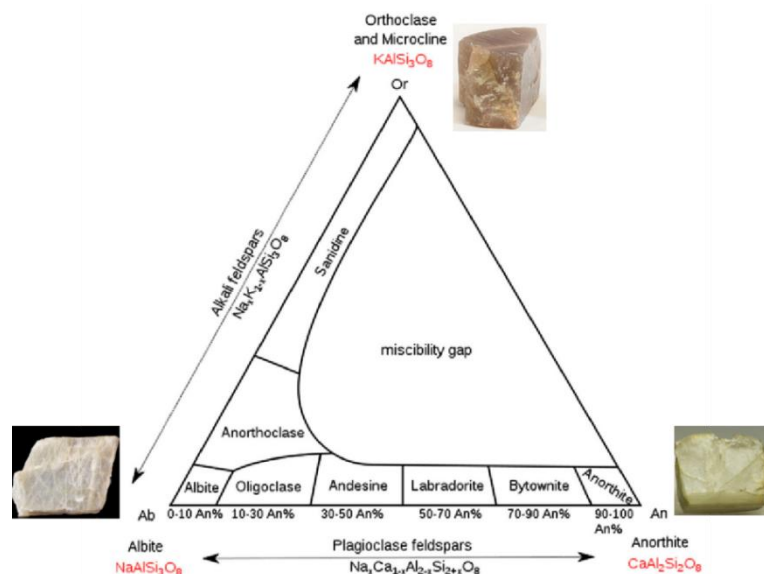 Orthoclase
and Microcline
KAlSi₃O₈
Or
Alkali feldspars
NaₓK₁₋ₓAlSi₃O₈
Sanidine
miscibility gap
Anorthoclase
Albite
Oligoclase
Andesine
Labradorite
Bytownite
Anorthite
Ab
0-10 An%
10-30 An%
30-50 An%
50-70 An%
70-90 An%
90-100
An%
An
Albite
NaAlSi₃O₈
Plagioclase feldspars
NaₓCa₁₋ₓAl₂₋ₓSi₂₊ₓO₈
Anorthite
CaAl₂Si₂O₈